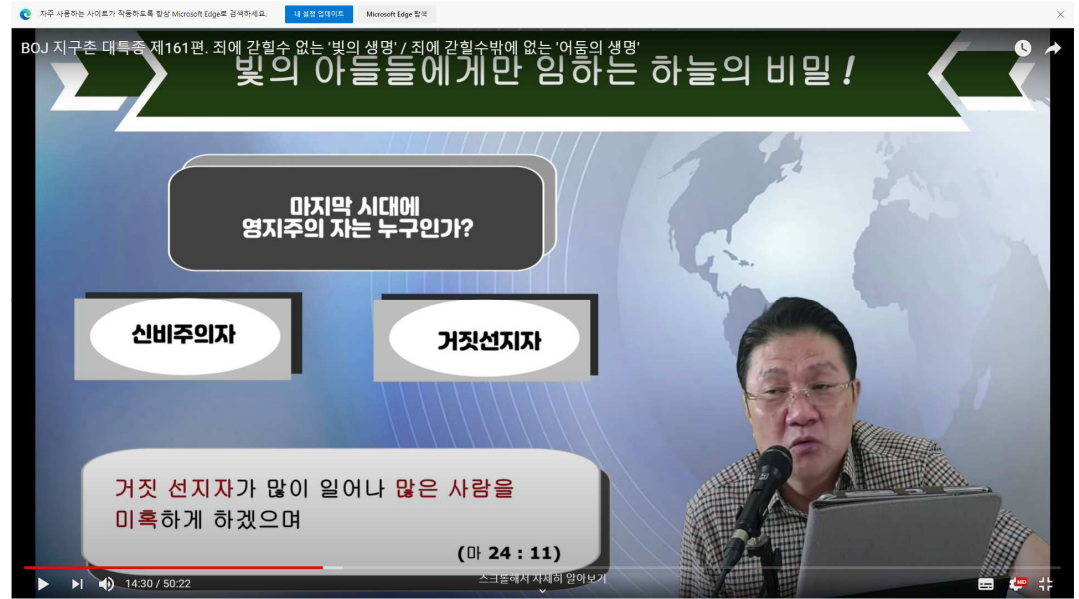 자주 사용하는 사이트가 작동하도록 항상 Microsoft Edge로 검색하세요. 내 설정 업데이트 Microsoft Edge 탐색
BOJ 지구촌 대특종 제161편. 죄에 갇힐수 없는 '빛의 생명' / 죄에 갇힐수밖에 없는 '어둠의 생명'
빛의 아들들에게만 임하는 하늘의 비밀!
마지막 시대에
영지주의 자는 누구인가?
신비주의자 거짓선지자
거짓 선지자가 많이 일어나 많은 사람을
미혹하게 하겠으며
(마 24 : 11)
스크롤해서 자세히 알아보기
14:30 / 50:22
HD